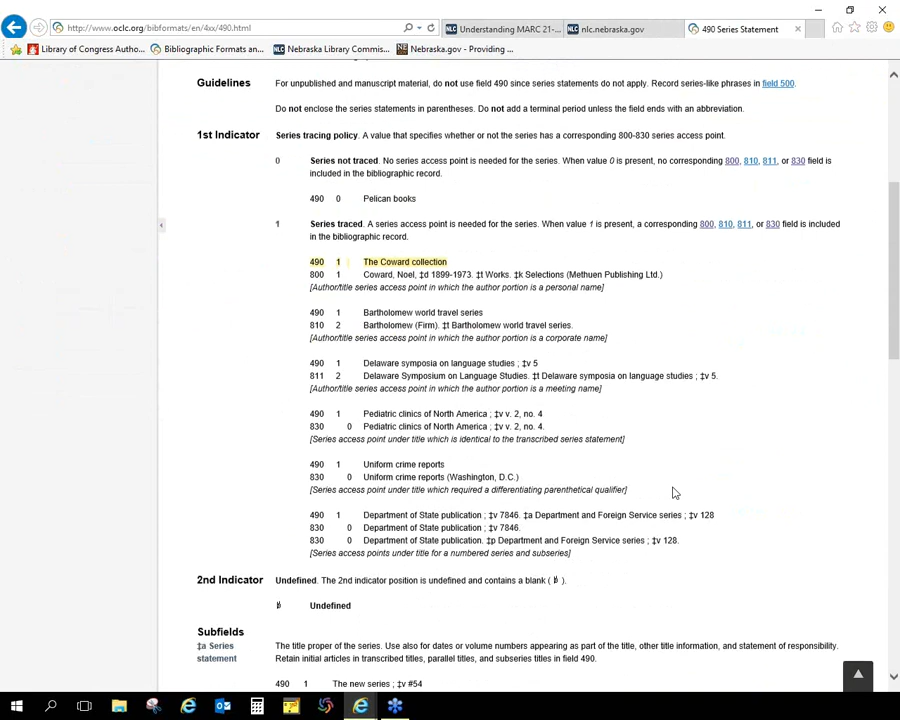 http://www.oclc.org/bibformats/en/4xx/490.html
Understanding MARC 21-...
nlc.nebraska.gov
490 Series Statement
Library of Congress Autho...
Bibliographic Formats an...
Nebraska Library Commis...
Nebraska.gov - Providing ...
Guidelines
For unpublished and manuscript material, do not use field 490 since series statements do not apply. Record series-like phrases in field 500.
Do not enclose the series statements in parentheses. Do not add a terminal period unless the field ends with an abbreviation.
1st Indicator
Series tracing policy. A value that specifies whether or not the series has a corresponding 800-830 series access point.
0 Series not traced. No series access point is needed for the series. When value 0 is present, no corresponding 800, 810, 811, or 830 field is
included in the bibliographic record.
490 0 Pelican books
1 Series traced. A series access point is needed for the series. When value 1 is present, a corresponding 800, 810, 811, or 830 field is included
in the bibliographic record.
490 1 The Coward collection
800 1 Coward, Noel, ‡d 1899-1973. ‡t Works. ‡k Selections (Methuen Publishing Ltd.)
[Author/title series access point in which the author portion is a personal name]
490 1 Bartholomew world travel series
810 2 Bartholomew (Firm). ‡t Bartholomew world travel series.
[Author/title series access point in which the author portion is a corporate name]
490 1 Delaware symposia on language studies ; ‡v 5
811 2 Delaware Symposium on Language Studies. ‡t Delaware symposia on language studies ; ‡v 5.
[Author/title series access point in which the author portion is a meeting name]
490 1 Pediatric clinics of North America ; ‡v v. 2, no. 4
830 0 Pediatric clinics of North America ; ‡v v. 2, no. 4.
[Series access point under title which is identical to the transcribed series statement]
490 1 Uniform crime reports
830 0 Uniform crime reports (Washington, D.C.)
[Series access point under title which required a differentiating parenthetical qualifier]
490 1 Department of State publication ; ‡v 7846. ‡a Department and Foreign Service series ; ‡v 128
830 0 Department of State publication ; ‡v 7846.
830 0 Department of State publication. ‡p Department and Foreign Service series ; ‡v 128.
[Series access points under title for a numbered series and subseries]
2nd Indicator
Undefined. The 2nd indicator position is undefined and contains a blank ( ƀ ).
ƀ Undefined
Subfields
‡a Series
statement
The title proper of the series. Use also for dates or volume numbers appearing as part of the title, other title information, and statement of responsibility.
Retain initial articles in transcribed titles, parallel titles, and subseries titles in field 490.
490 1 The new series ; ‡v #54